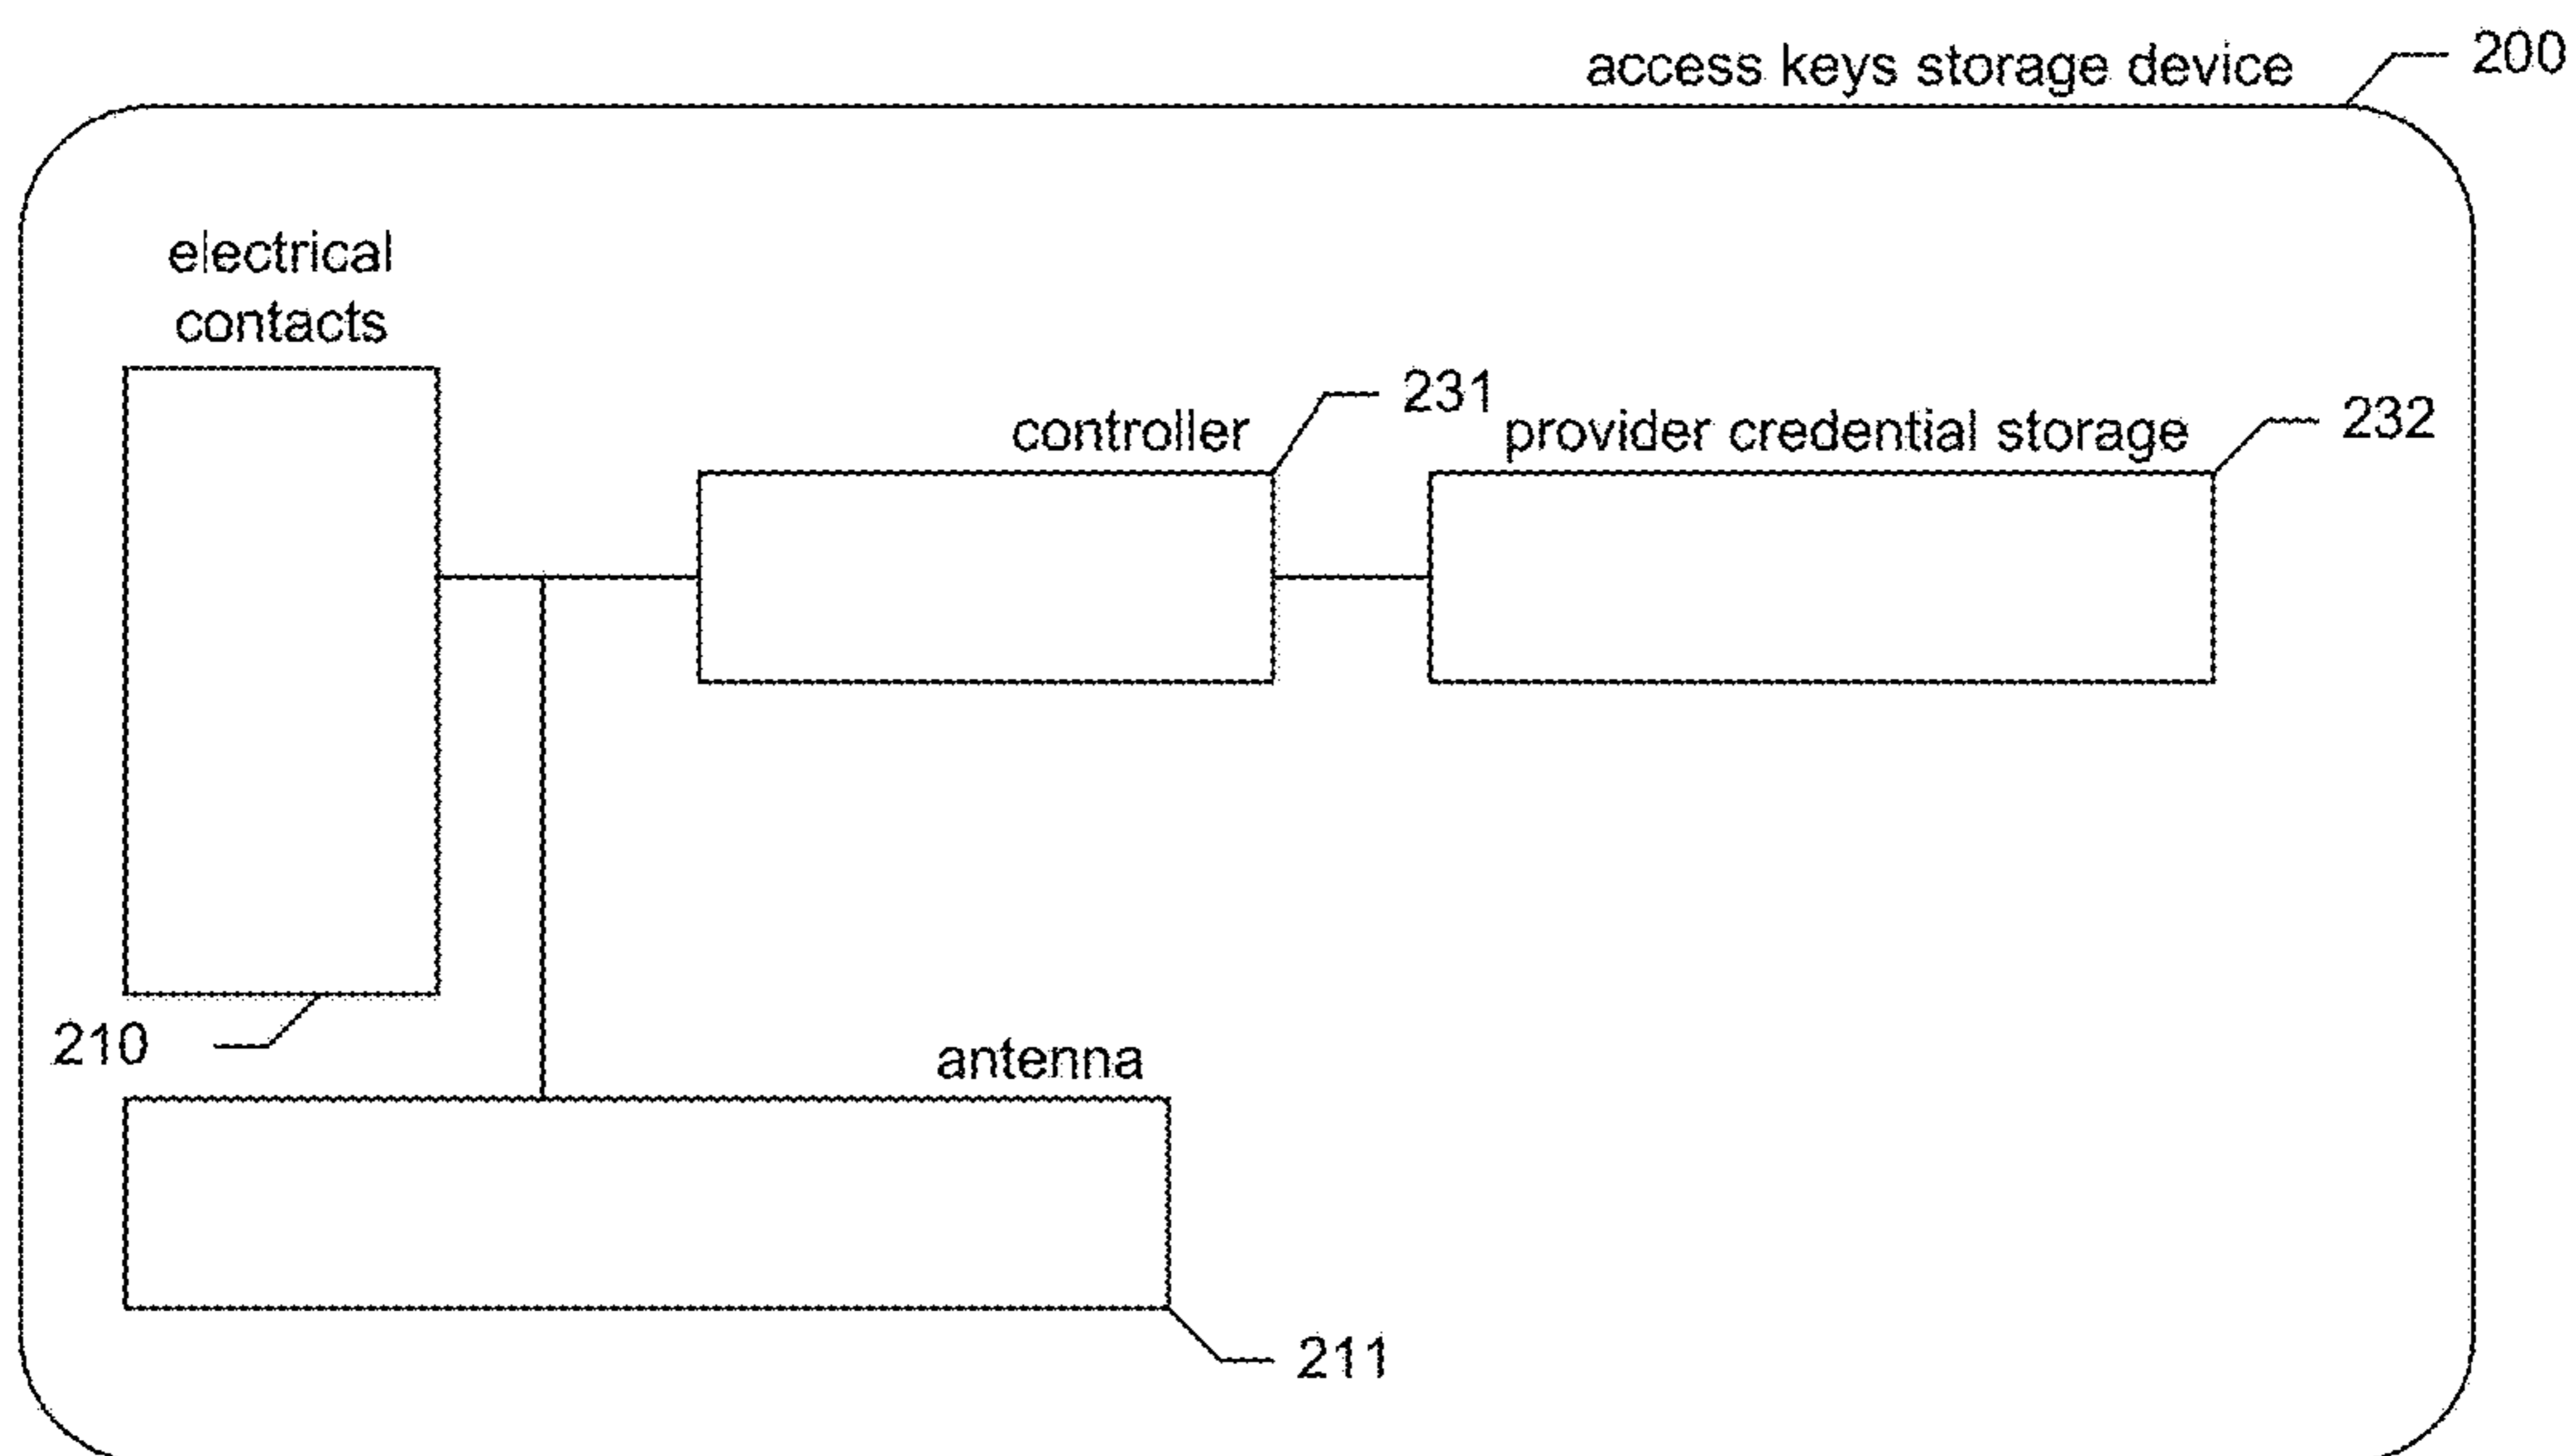 access keys storage device
200
electrical
contacts
controller
231
provider credential storage
232
210
antenna
211